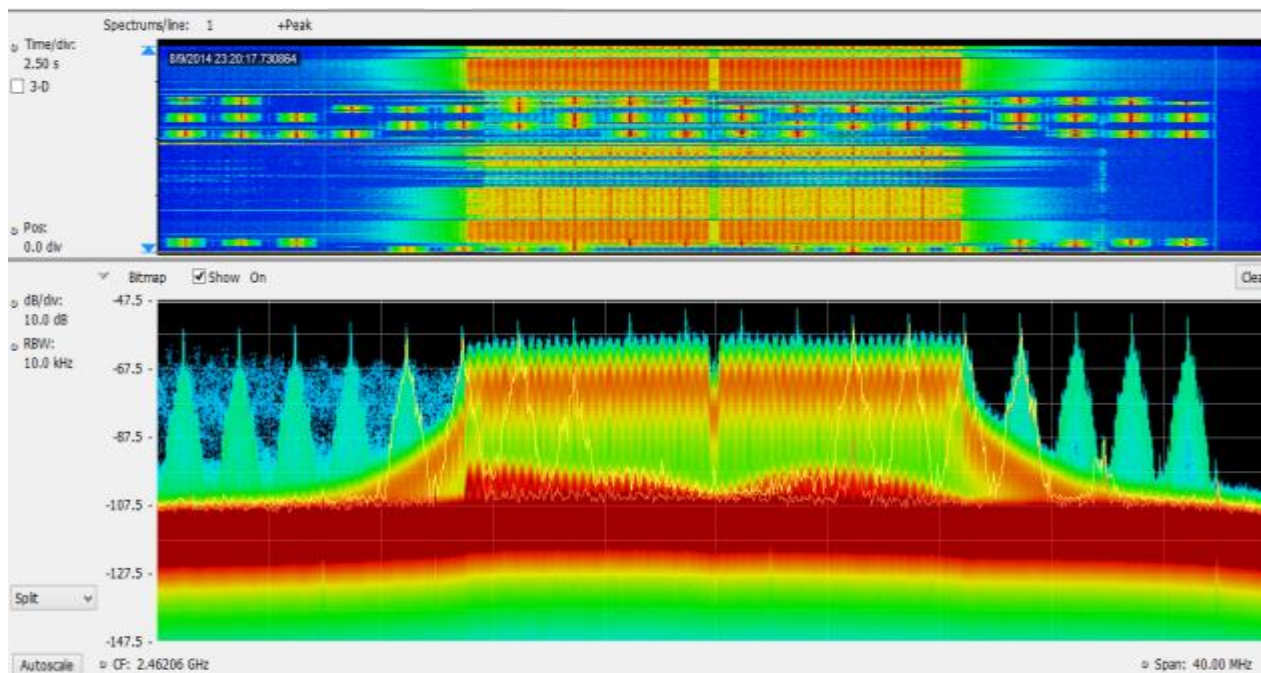 Spectrums/line: 1 +Peak
Time/div:
2.50 s
3-D
8/9/2014 23:20:17.730864
Pos:
0.0 div
Bitmap Show On
dB/div:
10.0 dB
RBW:
10.0 kHz
-47.5
-67.5
-87.5
-107.5
-127.5
-147.5
Split
Autoscale CF: 2.46206 GHz Span: 40.00 MHz